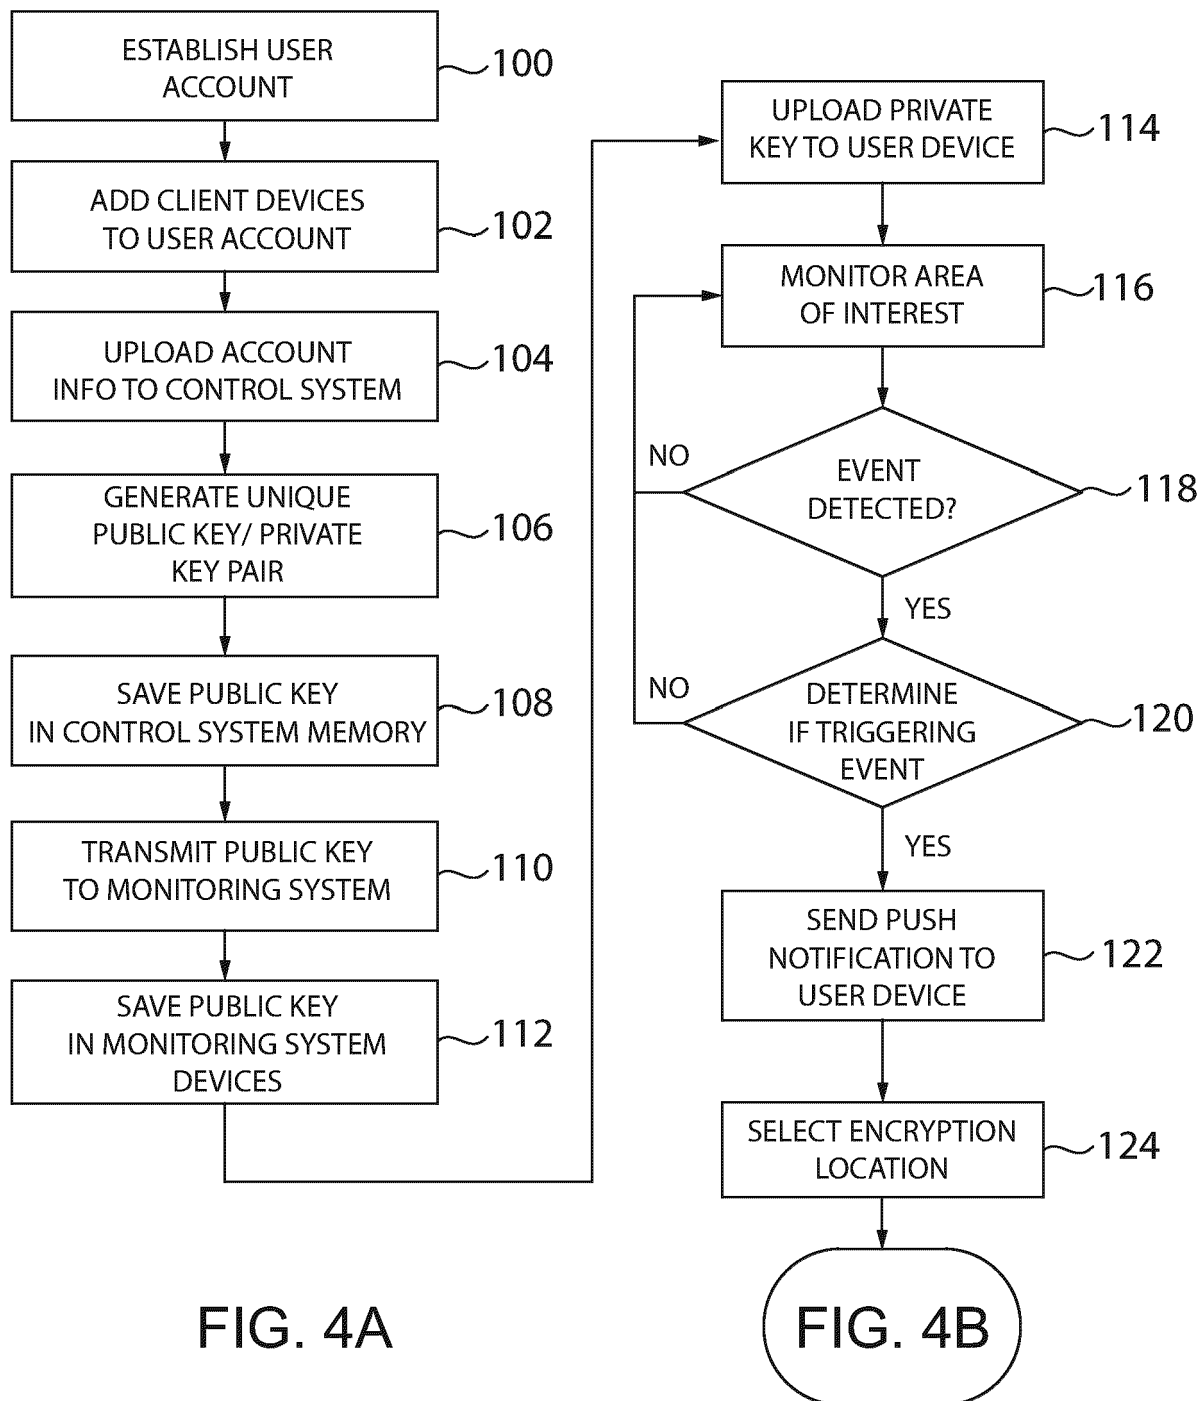 ESTABLISH USER
ACCOUNT
100
ADD CLIENT DEVICES
TO USER ACCOUNT
102
UPLOAD ACCOUNT
INFO TO CONTROL SYSTEM
104
GENERATE UNIQUE
PUBLIC KEY/ PRIVATE
KEY PAIR
106
SAVE PUBLIC KEY
IN CONTROL SYSTEM MEMORY
108
TRANSMIT PUBLIC KEY
TO MONITORING SYSTEM
110
SAVE PUBLIC KEY
IN MONITORING SYSTEM
DEVICES
112
UPLOAD PRIVATE
KEY TO USER DEVICE
114
MONITOR AREA
OF INTEREST
116
NO
EVENT
DETECTED?
118
YES
NO
DETERMINE
IF TRIGGERING
EVENT
120
YES
SEND PUSH
NOTIFICATION TO
USER DEVICE
122
SELECT ENCRYPTION
LOCATION
124
FIG. 4A
FIG. 4B